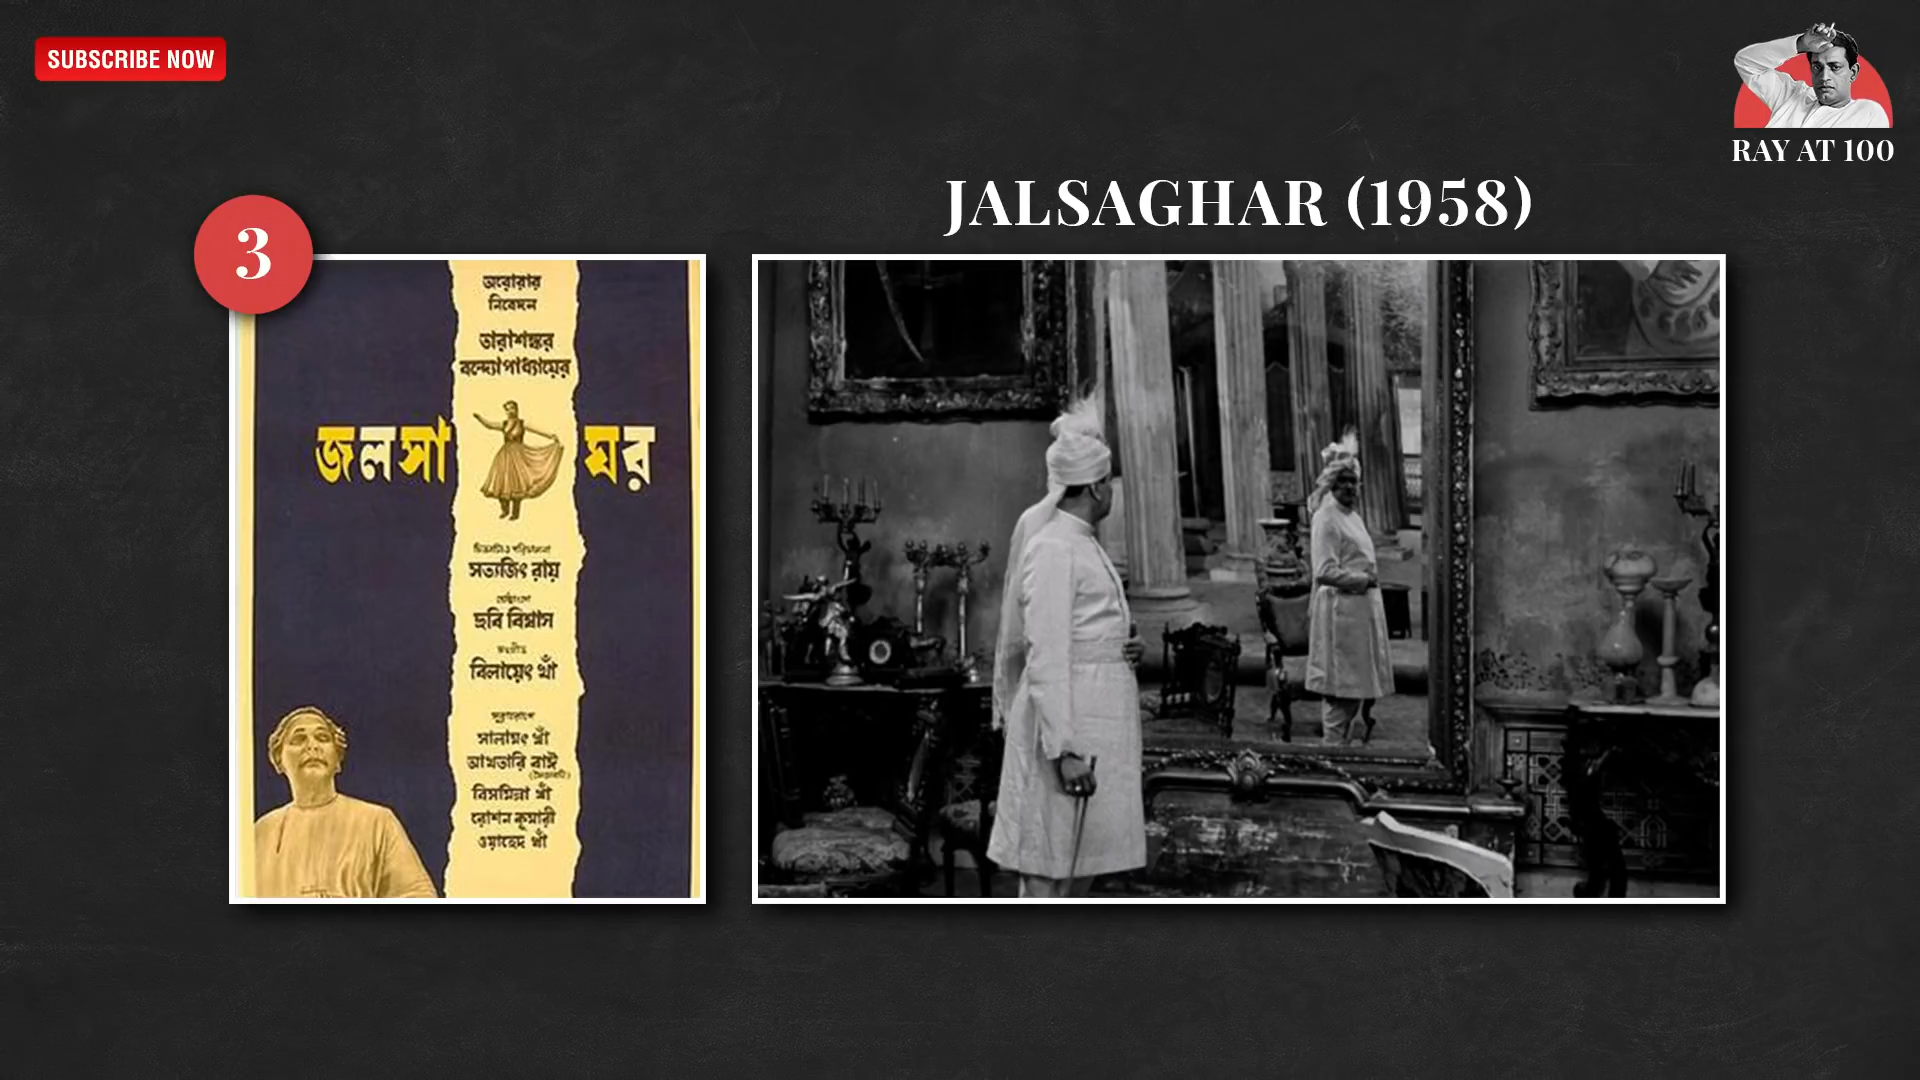 SUBSCRIBE NOW
RAY AT 100
JALSAGHAR (1958)
3
অরোরার
নিবেদন
তারাশঙ্কর
বন্দ্যোপাধ্যায়ের
জলসা ঘর
সত্যজিৎ রায়
ছবি বিশ্বাস
বিলায়েৎ খাঁ
সালামৎ খাঁ
আখতারি বাঈ
বিসমিল্লা খাঁ
রোশন কুমারী
ওয়াহেদ খাঁ